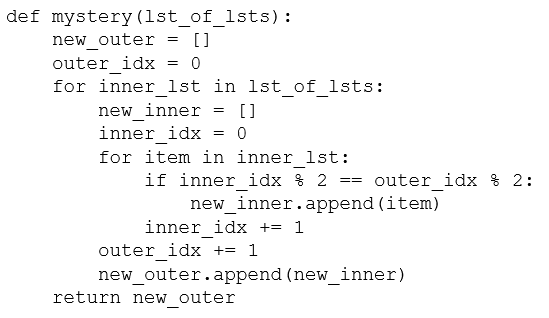 def mystery(lst_of_lsts):
    new_outer = []
    outer_idx = 0
    for inner_lst in lst_of_lsts:
        new_inner = []
        inner_idx = 0
        for item in inner_lst:
            if inner_idx % 2 == outer_idx % 2:
                new_inner.append(item)
            inner_idx += 1
        outer_idx += 1
        new_outer.append(new_inner)
    return new_outer